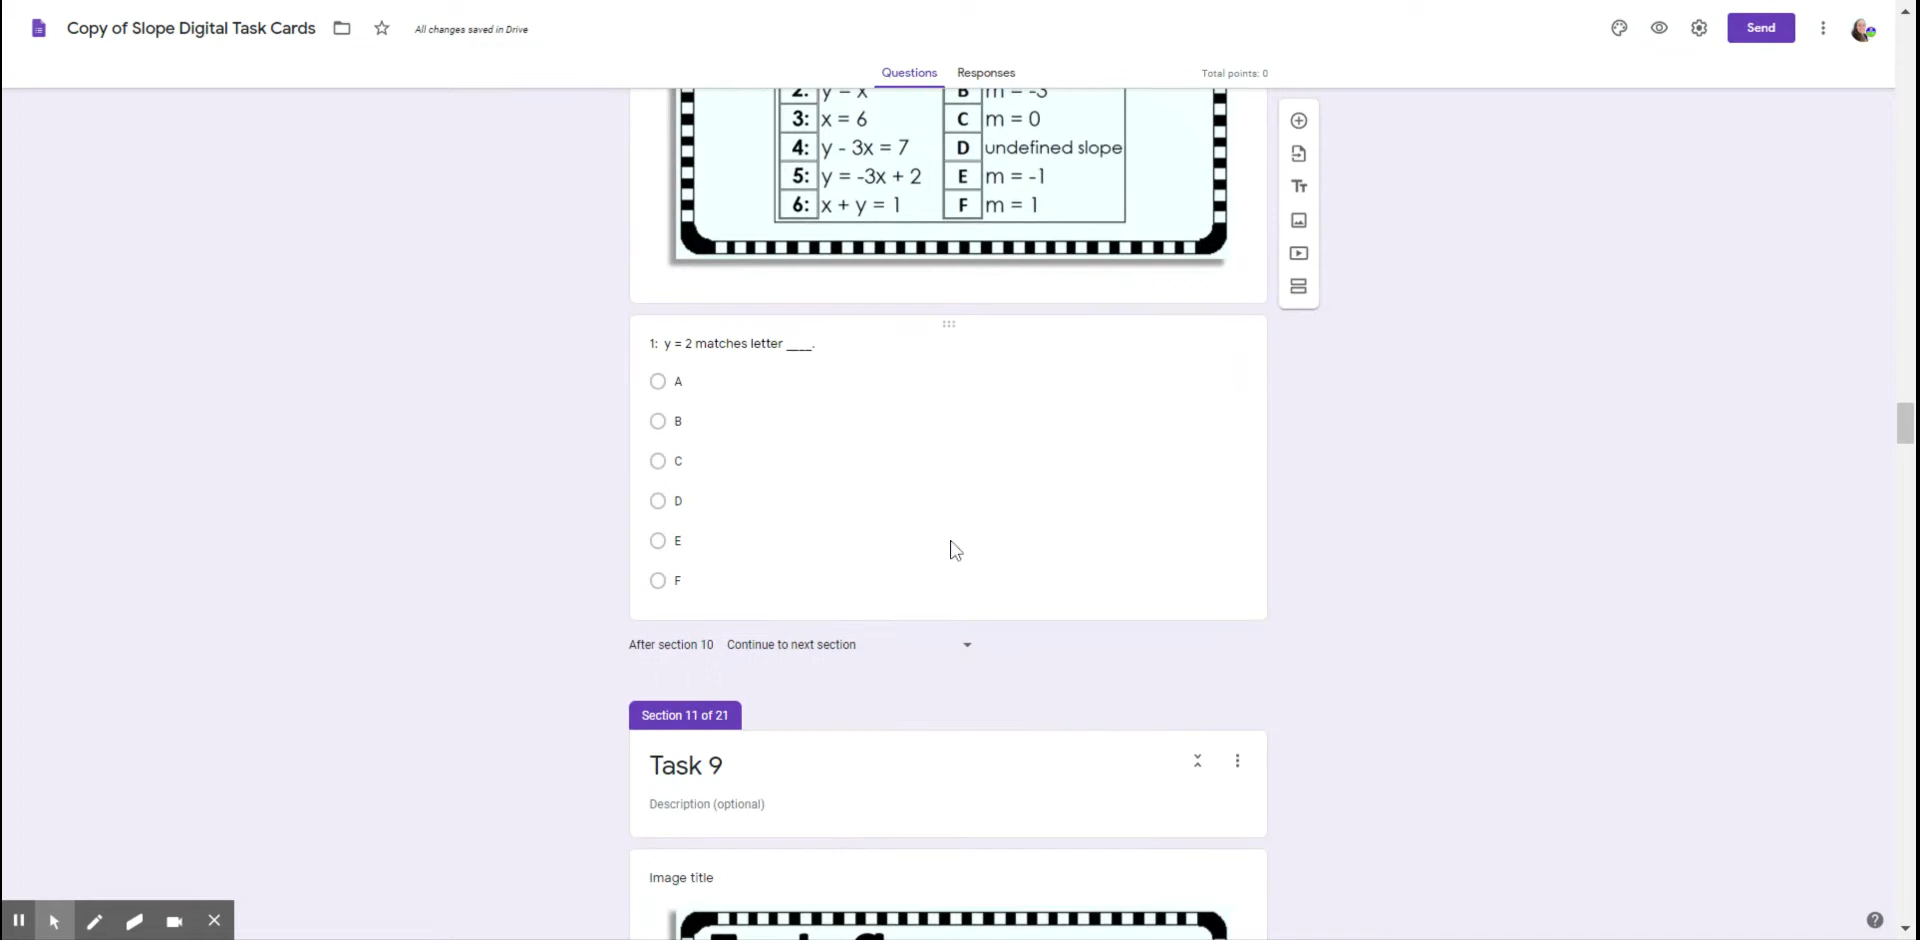 Copy of Slope Digital Task Cards All changes saved in Drive Send
Questions Responses Total points: 0
2: y = x B m = -3
3: x = 6 C m = 0
4: y - 3x = 7 D undefined slope
5: y = -3x + 2 E m = -1
6: x + y = 1 F m = 1
1: y = 2 matches letter ____.
A
B
C
D
E
F
After section 10 Continue to next section
Section 11 of 21
Task 9
Description (optional)
Image title